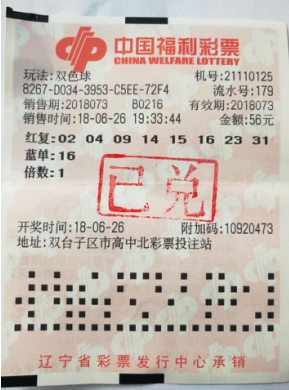 中国福利彩票
CHINA WELFARE LOTTERY
玩法:双色球 机号:21110125
8267-D034-3953-C5EE-72F4 流水号:179
销售期:2018073 B0216 有效期:2018073
销售时间:18-06-26 19:33:44 金额:56元
红复:02 04 09 14 15 16 23 31
蓝单:16
倍数:1
已兑
开奖时间:18-06-26 附加码:10920473
地址:双台子区市高中北彩票投注站
辽宁省彩票发行中心承销